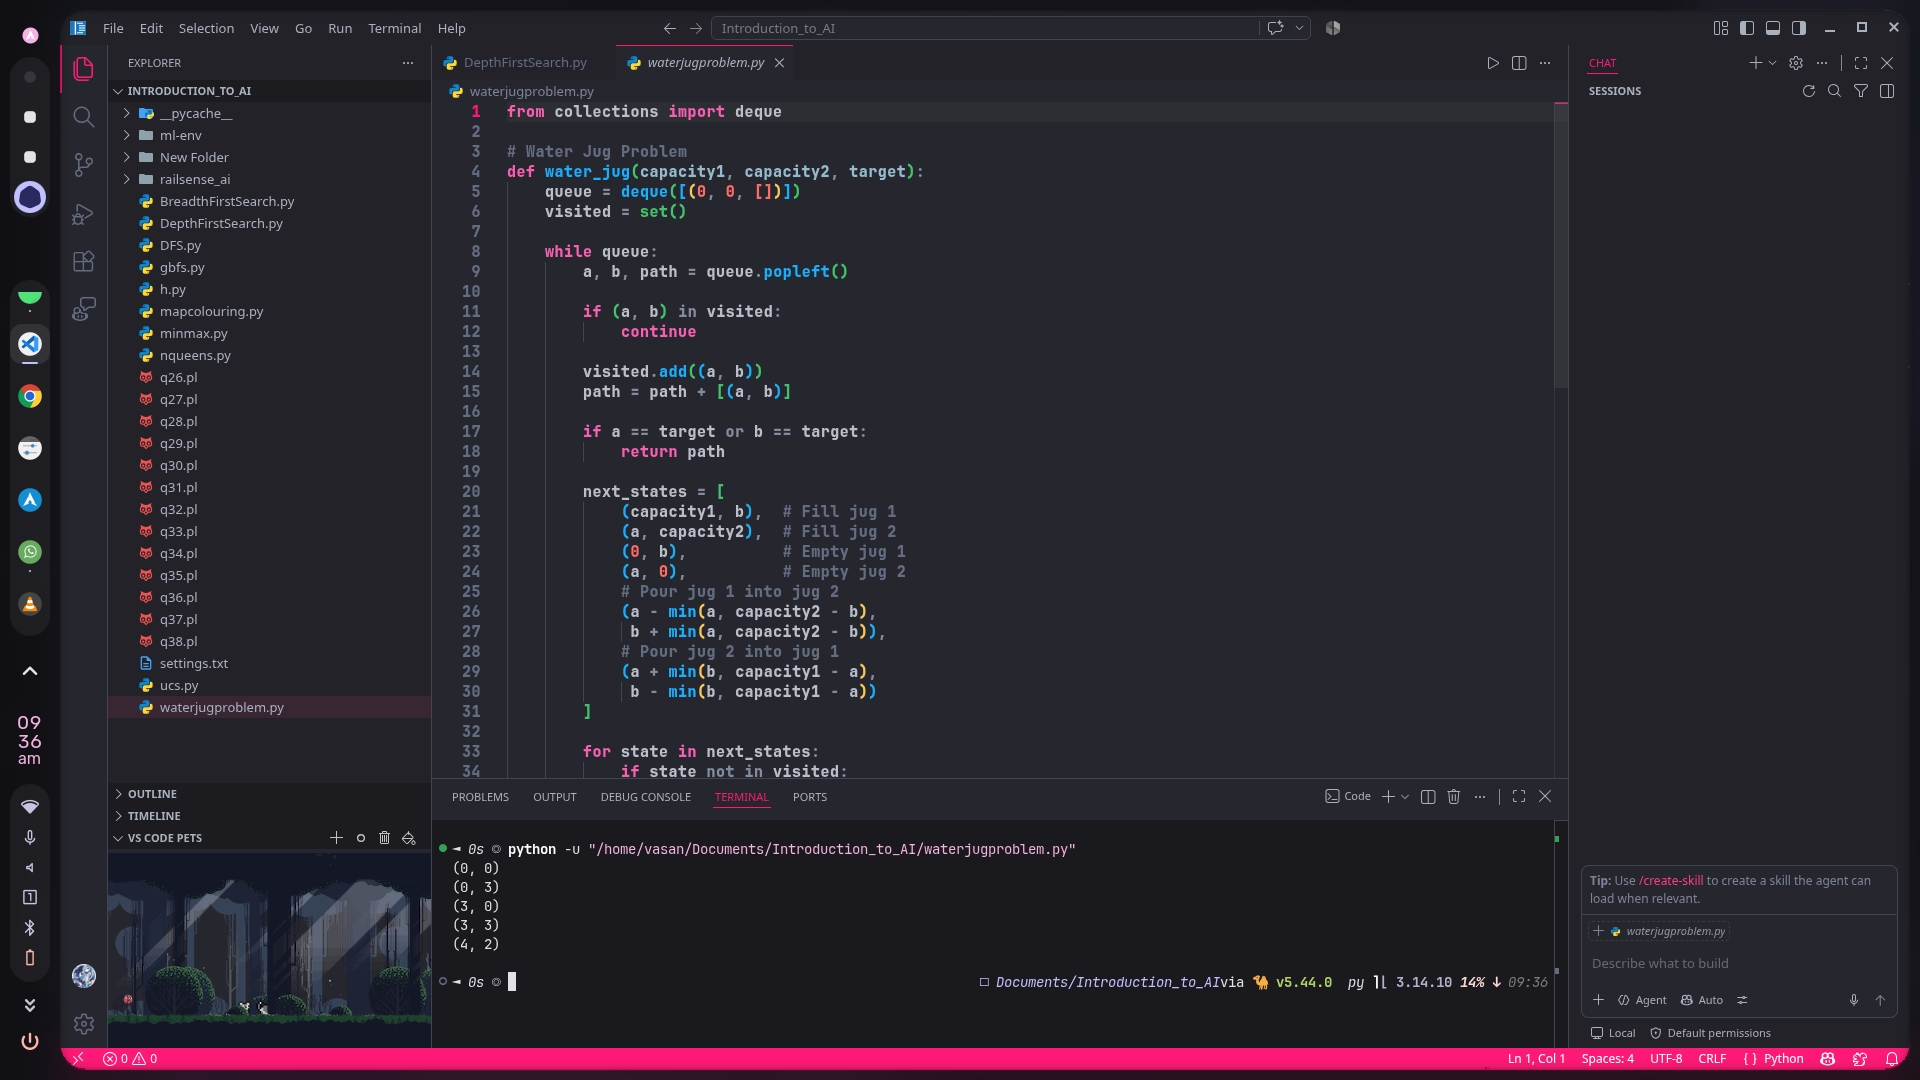 File Edit Selection View Go Run Terminal Help
Introduction_to_AI
EXPLORER
INTRODUCTION_TO_AI
__pycache__
ml-env
New Folder
railsense_ai
BreadthFirstSearch.py
DepthFirstSearch.py
DFS.py
gbfs.py
h.py
mapcolouring.py
minmax.py
nqueens.py
q26.pl
q27.pl
q28.pl
q29.pl
q30.pl
q31.pl
q32.pl
q33.pl
q34.pl
q35.pl
q36.pl
q37.pl
q38.pl
settings.txt
ucs.py
waterjugproblem.py
OUTLINE
TIMELINE
VS CODE PETS
09
36
am
DepthFirstSearch.py waterjugproblem.py
waterjugproblem.py
1 from collections import deque
2
3 # Water Jug Problem
4 def water_jug(capacity1, capacity2, target):
5     queue = deque([(0, 0, [])])
6     visited = set()
7
8     while queue:
9         a, b, path = queue.popleft()
10
11         if (a, b) in visited:
12             continue
13
14         visited.add((a, b))
15         path = path + [(a, b)]
16
17         if a == target or b == target:
18             return path
19
20         next_states = [
21             (capacity1, b),  # Fill jug 1
22             (a, capacity2),  # Fill jug 2
23             (0, b),          # Empty jug 1
24             (a, 0),          # Empty jug 2
25             # Pour jug 1 into jug 2
26             (a - min(a, capacity2 - b),
27              b + min(a, capacity2 - b)),
28             # Pour jug 2 into jug 1
29             (a + min(b, capacity1 - a),
30              b - min(b, capacity1 - a))
31         ]
32
33         for state in next_states:
34             if state not in visited:
PROBLEMS OUTPUT DEBUG CONSOLE TERMINAL PORTS
Code
0s python -u "/home/vasan/Documents/Introduction_to_AI/waterjugproblem.py"
(0, 0)
(0, 3)
(3, 0)
(3, 3)
(4, 2)
0s
Documents/Introduction_to_AIvia v5.44.0 py 3.14.10 14% ↓ 09:36
CHAT
SESSIONS
Tip: Use /create-skill to create a skill the agent can
load when relevant.
waterjugproblem.py
Describe what to build
Agent Auto
Local Default permissions
0 0
Ln 1, Col 1 Spaces: 4 UTF-8 CRLF { } Python